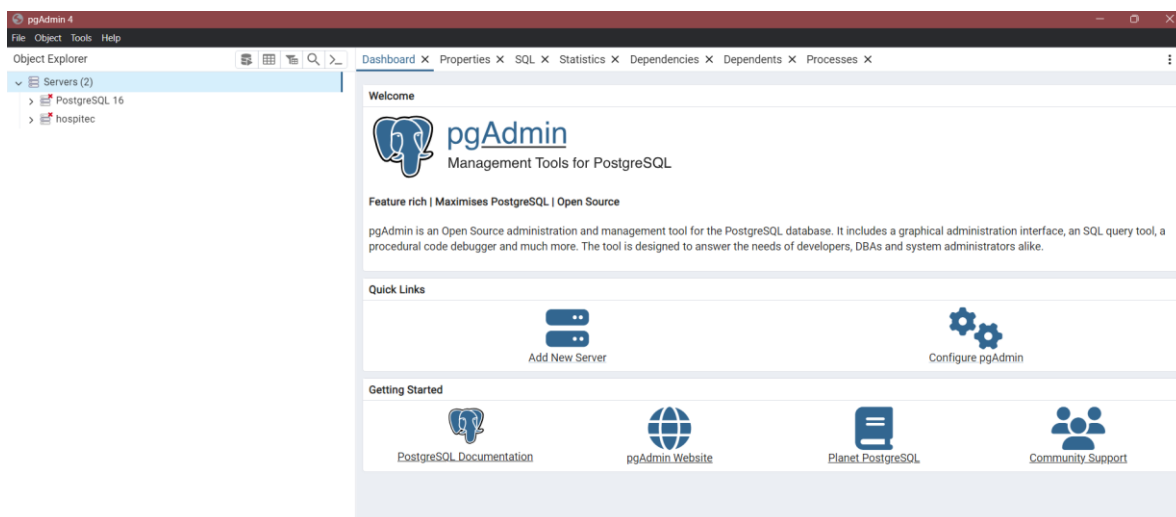 pgAdmin 4
File Object Tools Help
Object Explorer
Dashboard Properties SQL Statistics Dependencies Dependents Processes
Servers (2)
PostgreSQL 16
hospitec
Welcome
pgAdmin
Management Tools for PostgreSQL
Feature rich | Maximises PostgreSQL | Open Source
pgAdmin is an Open Source administration and management tool for the PostgreSQL database. It includes a graphical administration interface, an SQL query tool, a
procedural code debugger and much more. The tool is designed to answer the needs of developers, DBAs and system administrators alike.
Quick Links
Add New Server
Configure pgAdmin
Getting Started
PostgreSQL Documentation
pgAdmin Website
Planet PostgreSQL
Community Support